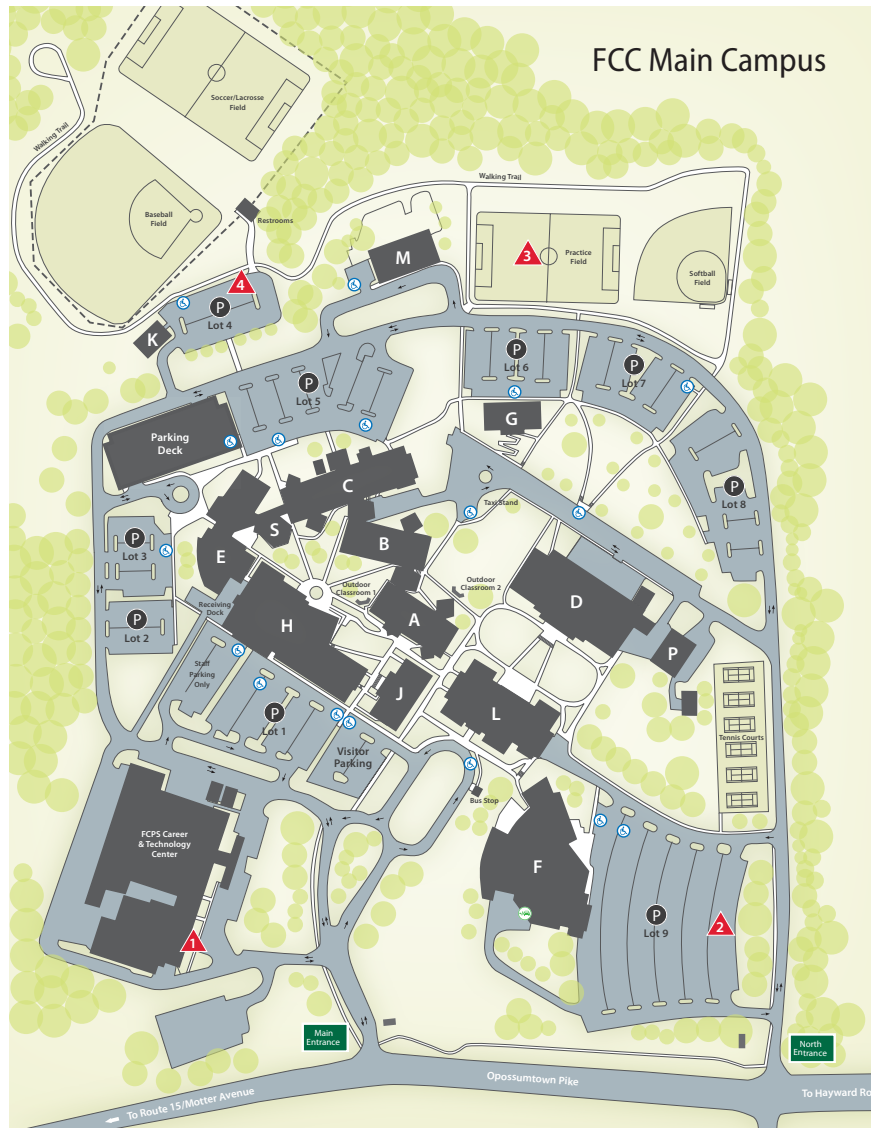 FCC Main Campus
Soccer/Lacrosse
Field
Walking Trail
Baseball
Field
Restrooms
Walking Trail
M
3
Practice
Field
Softball
Field
4
P
Lot 4
K
P
Lot 5
P
Lot 6
P
Lot 7
G
Parking
Deck
C
Taxi Stand
P
Lot 8
S
B
E
P
Lot 3
Outdoor
Classroom 1
Outdoor
Classroom 2
Receiving
Dock
P
Lot 2
H
A
D
P
Staff
Parking
Only
J
L
P
Lot 1
Visitor
Parking
Tennis Courts
Bus Stop
FCPS Career
& Technology
Center
F
P
Lot 9
2
1
Main
Entrance
North
Entrance
Opossumtown Pike
To Route 15/Motter Avenue
To Hayward Ro